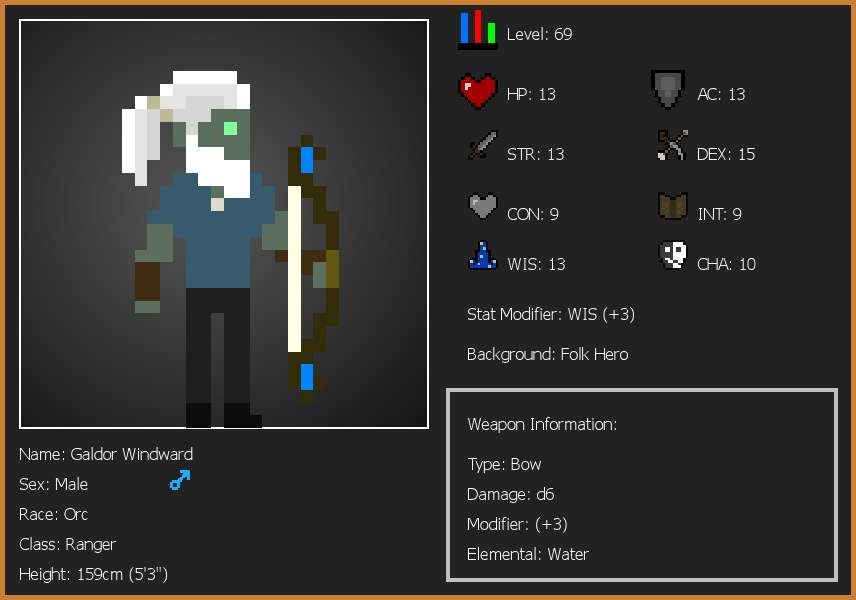 Level: 69
HP: 13
AC: 13
STR: 13
DEX: 15
CON: 9
INT: 9
WIS: 13
CHA: 10
Stat Modifier: WIS (+3)
Background: Folk Hero
Weapon Information:
Type: Bow
Damage: d6
Modifier: (+3)
Elemental: Water
Name: Galdor Windward
Sex: Male
Race: Orc
Class: Ranger
Height: 159cm (5'3")